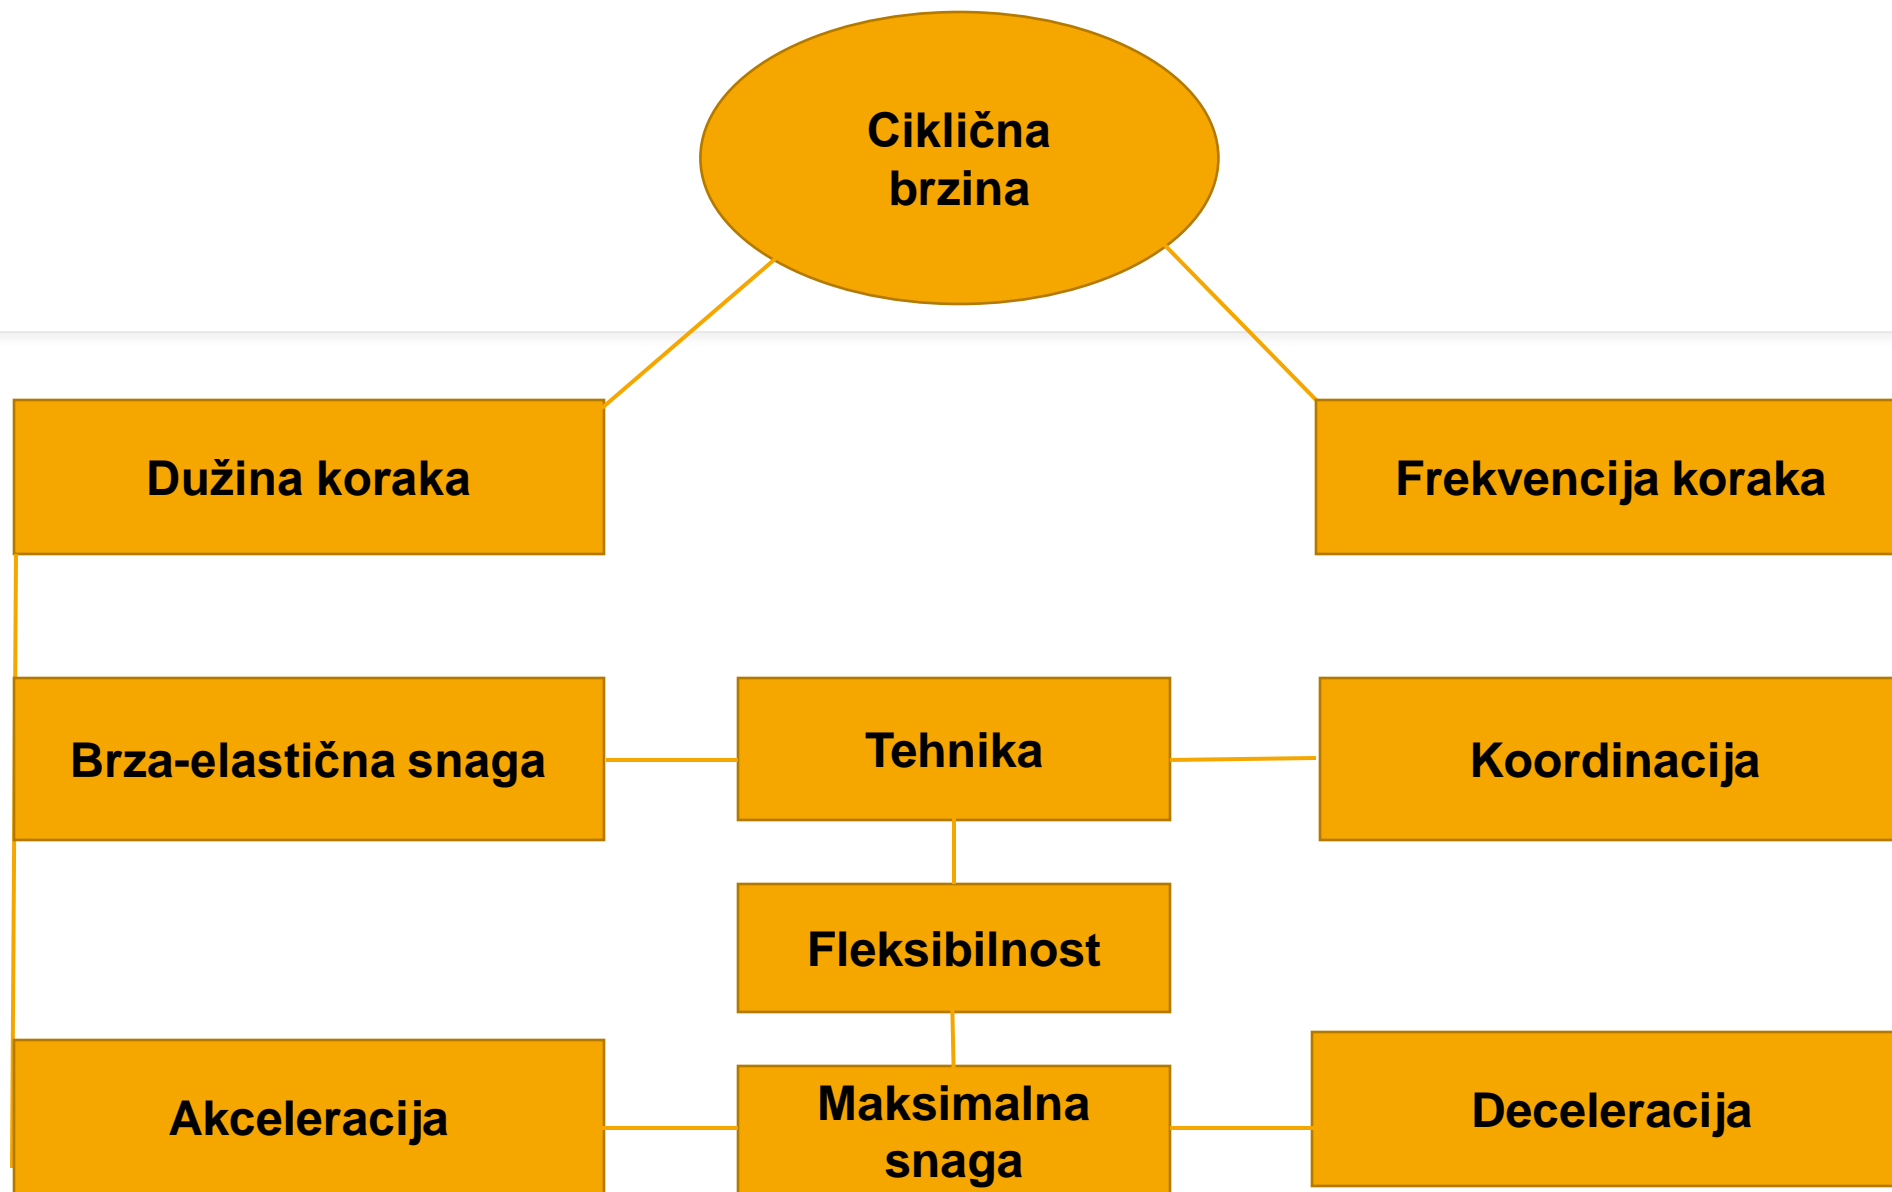 Ciklična
brzina
Dužina koraka
Frekvencija koraka
Brza-elastična snaga
Tehnika
Koordinacija
Fleksibilnost
Akceleracija
Maksimalna
snaga
Deceleracija